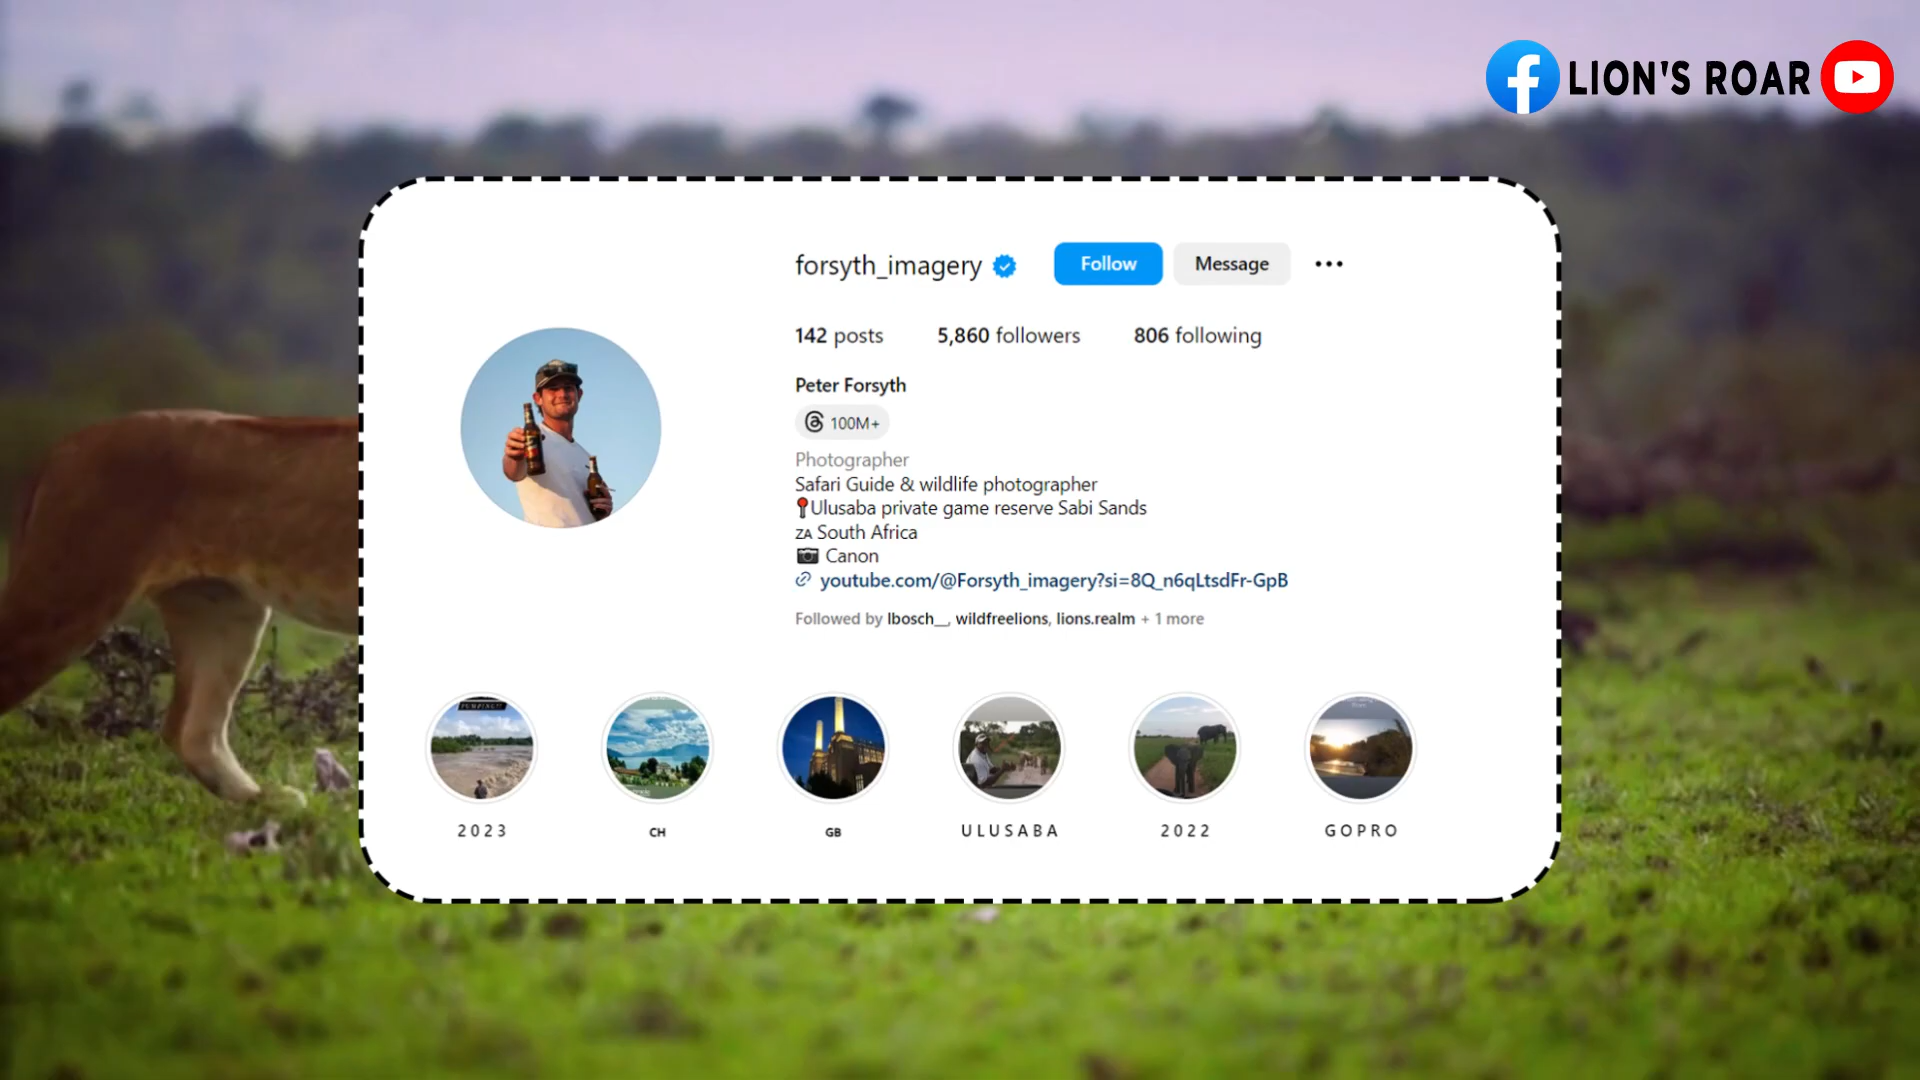 LION'S ROAR
forsyth_imagery Follow Message
142 posts 5,860 followers 806 following
Peter Forsyth
100M+
Photographer
Safari Guide & wildlife photographer
📍Ulusaba private game reserve Sabi Sands
ZA South Africa
📷 Canon
youtube.com/@Forsyth_imagery?si=8Q_n6qLtsdFr-GpB
Followed by lbosch__, wildfreelions, lions.realm + 1 more
2023 CH GB ULUSABA 2022 GOPRO